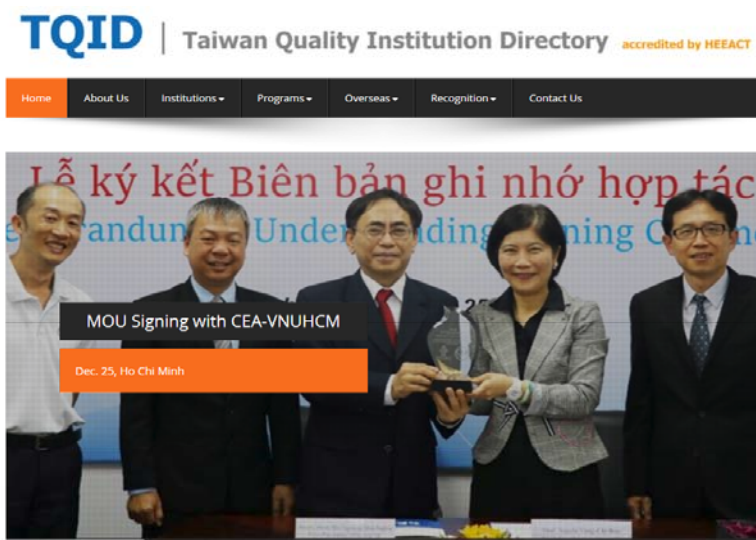 TQID | Taiwan Quality Institution Directory accredited by HEEACT
Home About Us Institutions Programs Overseas Recognition Contact Us
Lễ ký kết Biên bản ghi nhớ hợp tác
MOU Signing with CEA-VNUHCM
Dec. 25, Ho Chi Minh